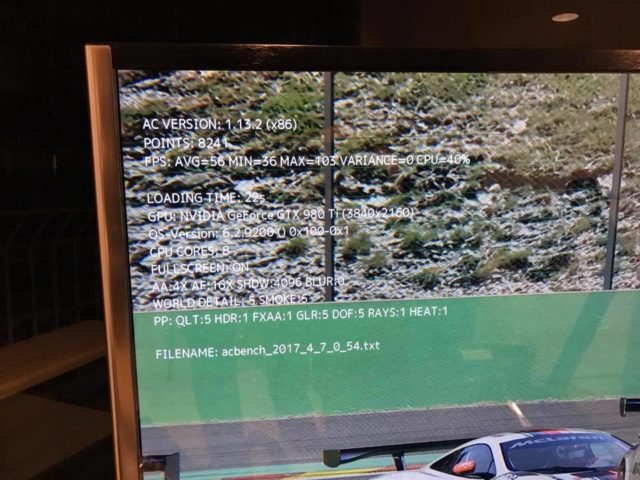 AC VERSION: 1.13.2 (x86)
POINTS: 8241
FPS: AVG=56 MIN=36 MAX=103 VARIANCE=0 CPU=40%
LOADING TIME: 22s
GPU: NVIDIA GeForce GTX 980 Ti (3840x2160)
OS-Version: 6.2.9200 () 0x100-0x1
CPU CORES: 8
FULLSCREEN: ON
AA:4X AF:16X SHDW:4096 BLUR:0
WORLD DETAIL: 5 SMOKE:5
PP: QLT:5 HDR:1 FXAA:1 GLR:5 DOF:5 RAYS:1 HEAT:1
FILENAME: acbench_2017_4_7_0_54.txt
McLaren